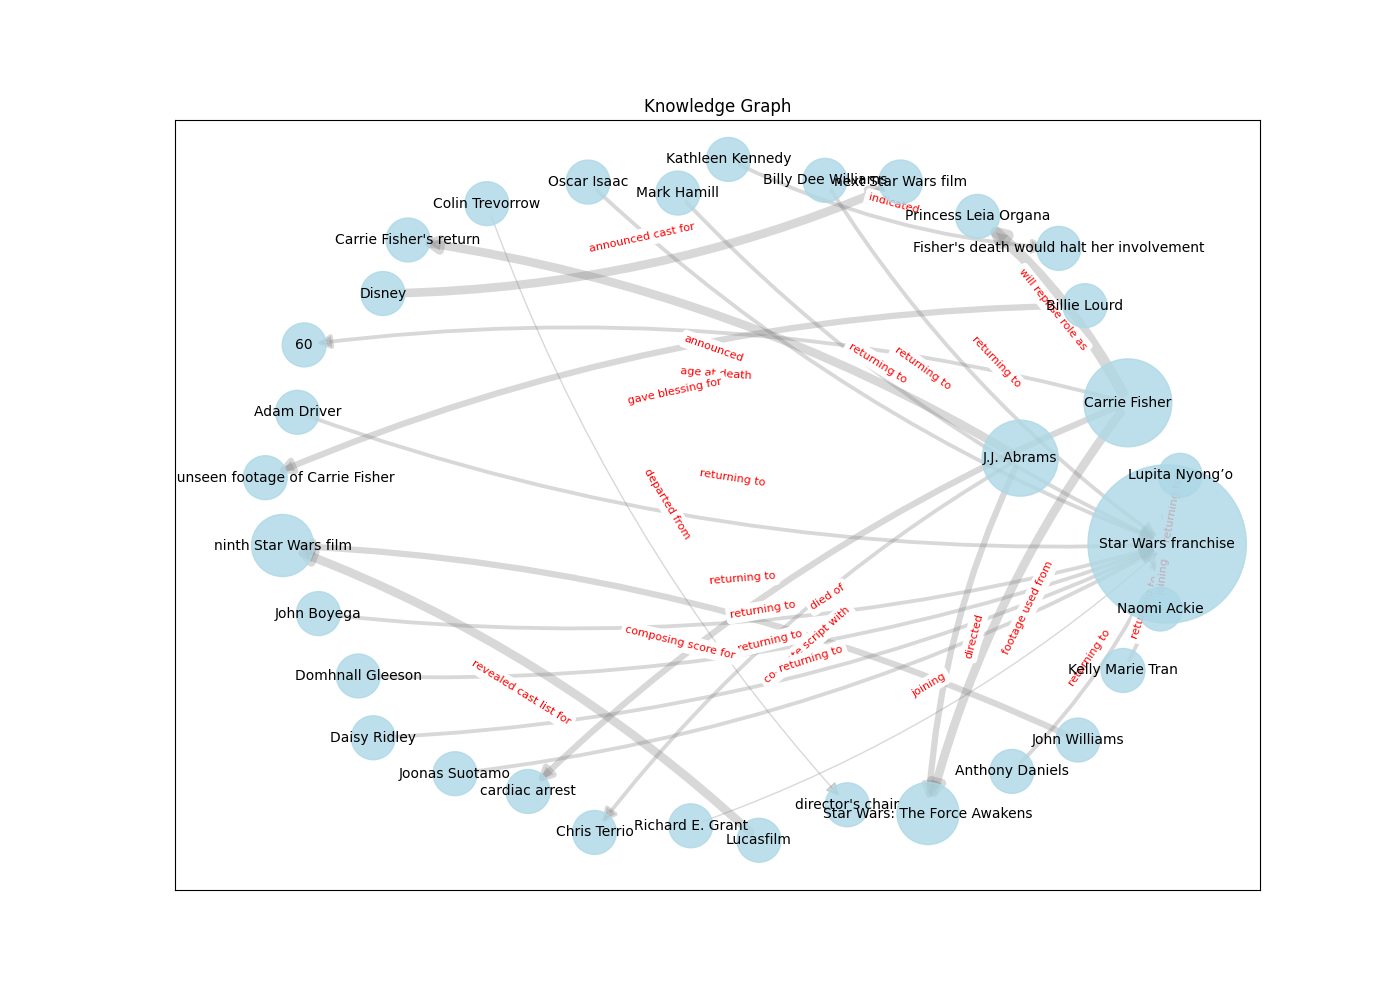 Knowledge Graph
Kathleen Kennedy
Oscar Isaac
Billy Dee Williams
next Star Wars film
Mark Hamill
indicated
Colin Trevorrow
Princess Leia Organa
Carrie Fisher's return
announced cast for
Fisher's death would halt her involvement
Disney
will reprise role as
Billie Lourd
60
announced
returning to
returning to
returning to
age at death
gave blessing for
Carrie Fisher
Adam Driver
J.J. Abrams
unseen footage of Carrie Fisher
returning to
Lupita Nyong’o
departed from
returning
ninth Star Wars film
Star Wars franchise
returning to
joining
died of
footage used from
John Boyega
returning to
Naomi Ackie
composing score for
returning to
script with
directed
returning to
returning to
Domhnall Gleeson
Kelly Marie Tran
revealed cast list for
joining
Daisy Ridley
John Williams
Joonas Suotamo
Anthony Daniels
cardiac arrest
director's chair
Star Wars: The Force Awakens
Chris Terrio
Richard E. Grant
Lucasfilm